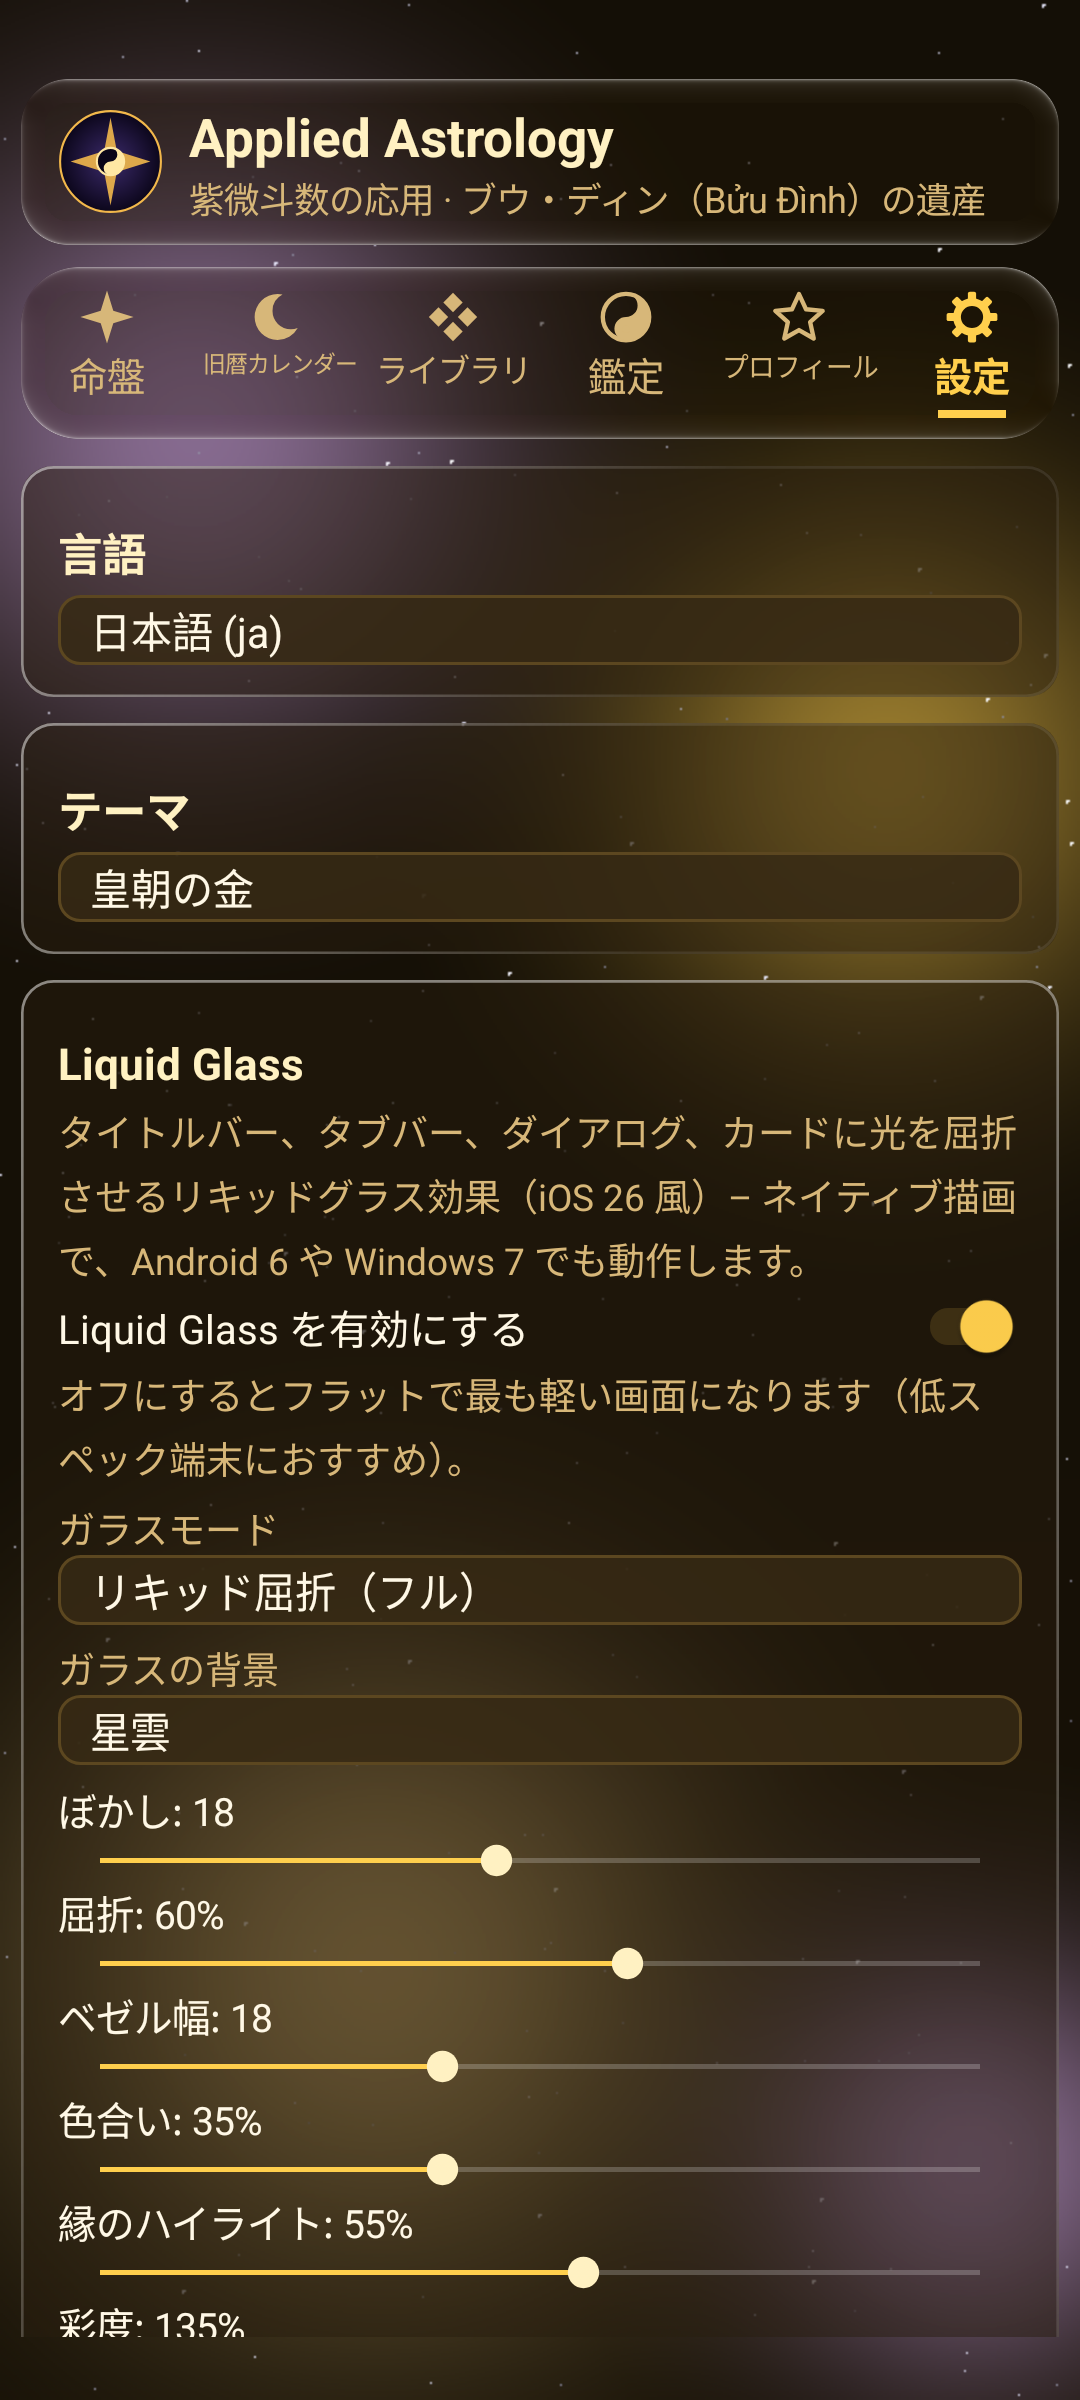 Applied Astrology
紫微斗数の応用 · ブウ・ディン（Bửu Đình）の遺産
命盤
旧暦カレンダー
ライブラリ
鑑定
プロフィール
設定
言語
日本語 (ja)
テーマ
皇朝の金
Liquid Glass
タイトルバー、タブバー、ダイアログ、カードに光を屈折
させるリキッドグラス効果（iOS 26 風）– ネイティブ描画
で、Android 6 や Windows 7 でも動作します。
Liquid Glass を有効にする
オフにするとフラットで最も軽い画面になります（低ス
ペック端末におすすめ）。
ガラスモード
リキッド屈折（フル）
ガラスの背景
星雲
ぼかし: 18
屈折: 60%
ベゼル幅: 18
色合い: 35%
縁のハイライト: 55%
彩度: 135%